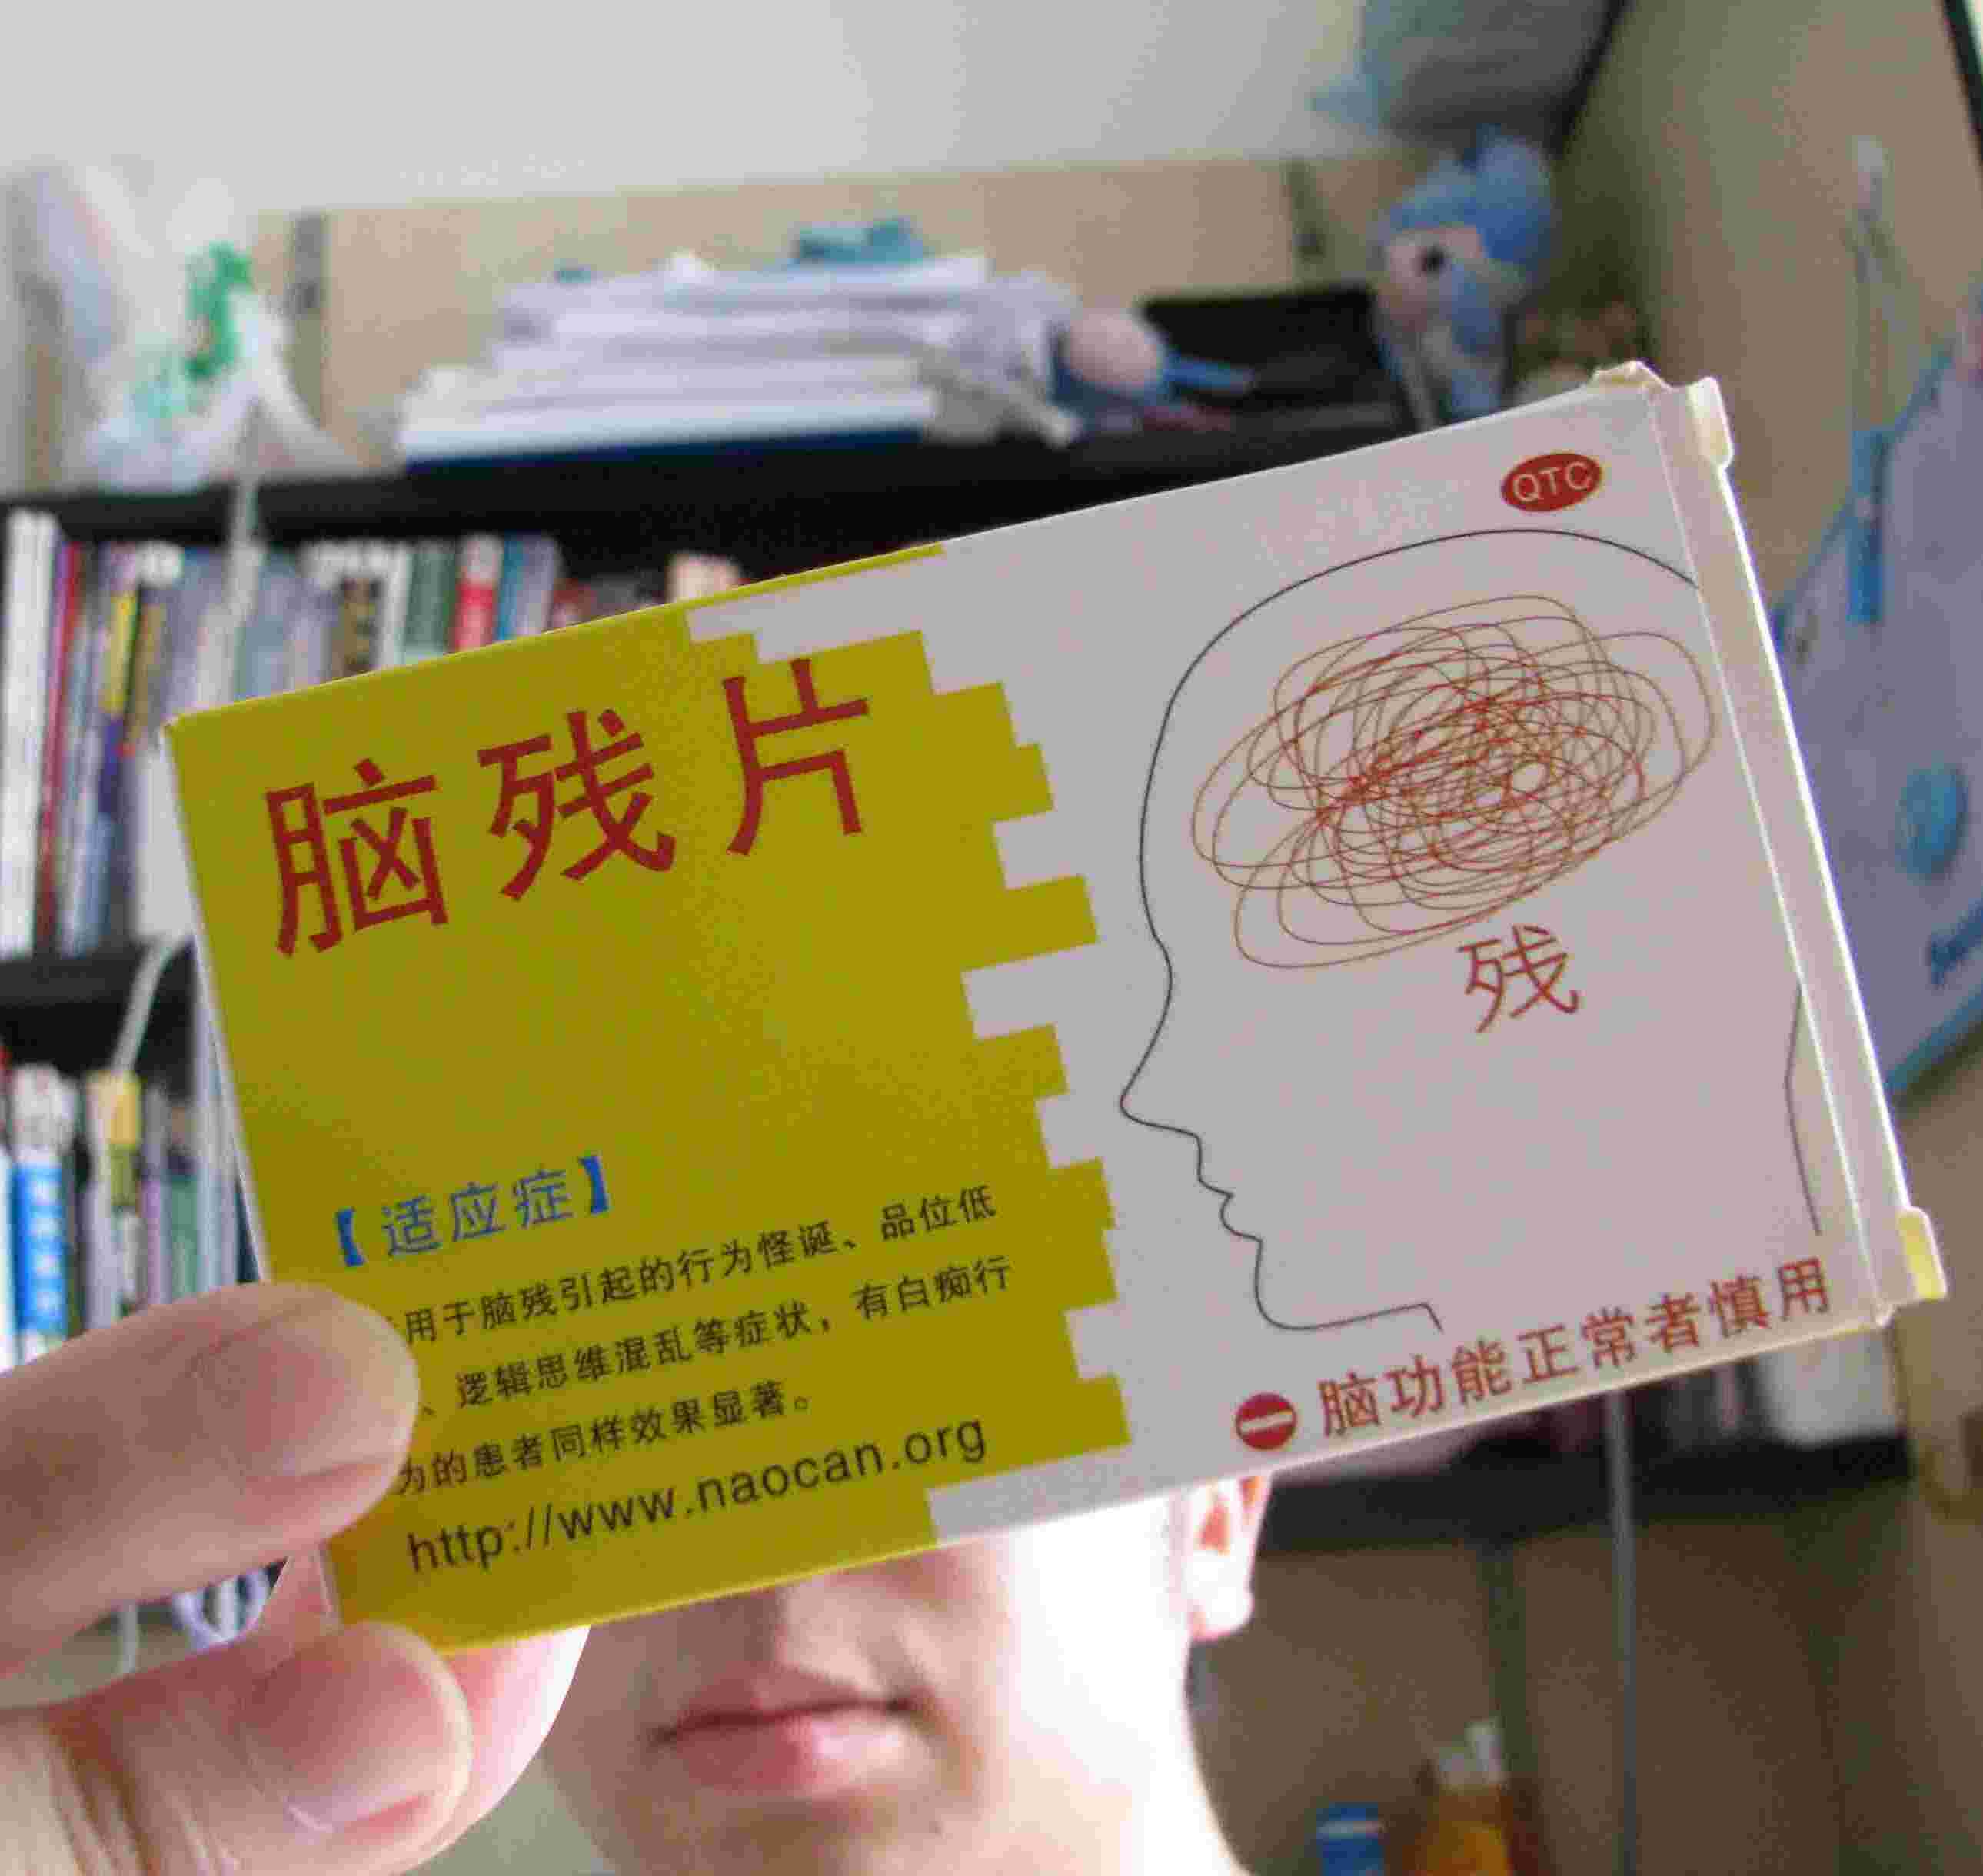 脑残片
【适应症】
用于脑残引起的行为怪诞、品位低
、逻辑思维混乱等症状，有白痴行
为的患者同样效果显著。
http://www.naocan.org
QTC
残
脑功能正常者慎用